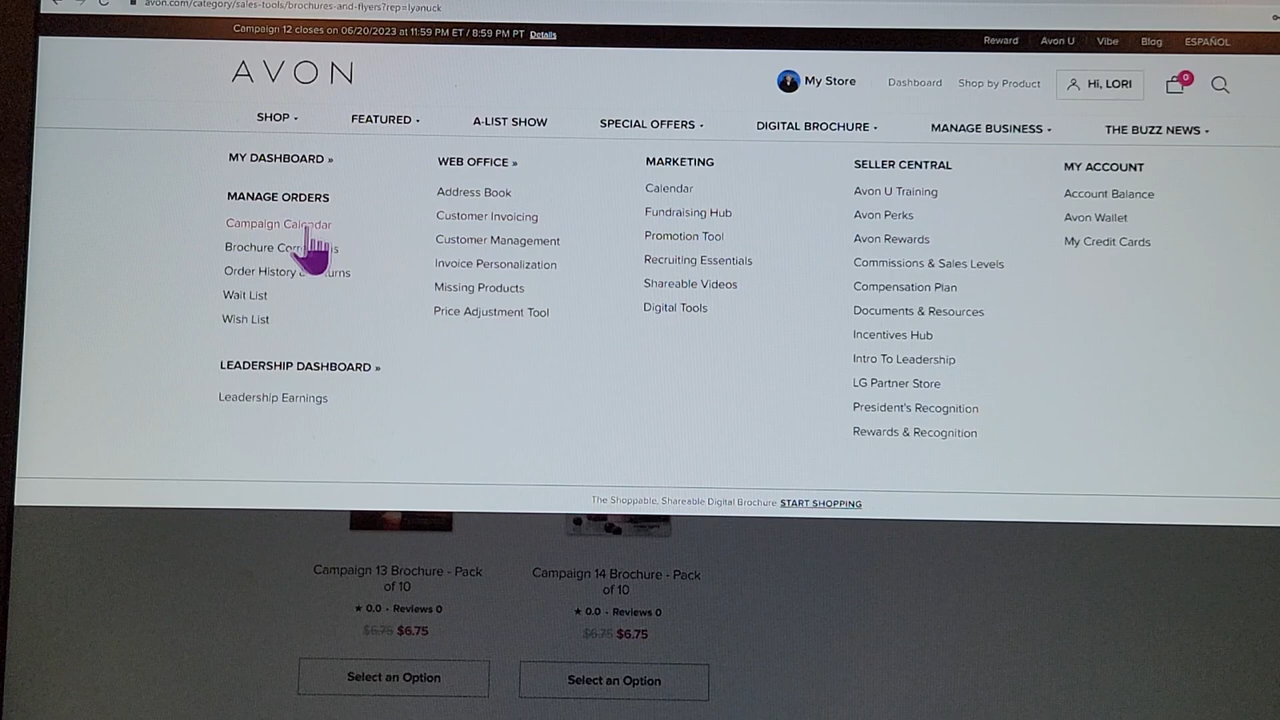 avon.com/category/sales-tools/brochures-and-flyers?rep=lyanuck
Campaign 12 closes on 06/20/2023 at 11:59 PM ET / 8:59 PM PT Details
Reward Avon U Vibe Blog ESPAÑOL
AVON
My Store Dashboard Shop by Product Hi, LORI 0
SHOP FEATURED A-LIST SHOW SPECIAL OFFERS DIGITAL BROCHURE MANAGE BUSINESS THE BUZZ NEWS
MY DASHBOARD »
MANAGE ORDERS
Campaign Calendar
Brochure
Order History
Wait List
Wish List
LEADERSHIP DASHBOARD »
Leadership Earnings
WEB OFFICE »
Address Book
Customer Invoicing
Customer Management
Invoice Personalization
Missing Products
Price Adjustment Tool
MARKETING
Calendar
Fundraising Hub
Promotion Tool
Recruiting Essentials
Shareable Videos
Digital Tools
SELLER CENTRAL
Avon U Training
Avon Perks
Avon Rewards
Commissions & Sales Levels
Compensation Plan
Documents & Resources
Incentives Hub
Intro To Leadership
LG Partner Store
President's Recognition
Rewards & Recognition
MY ACCOUNT
Account Balance
Avon Wallet
My Credit Cards
The Shoppable, Shareable Digital Brochure START SHOPPING
Campaign 13 Brochure - Pack
of 10
★ 0.0 - Reviews 0
$6.75 $6.75
Select an Option
Campaign 14 Brochure - Pack
of 10
★ 0.0 - Reviews 0
$6.75 $6.75
Select an Option